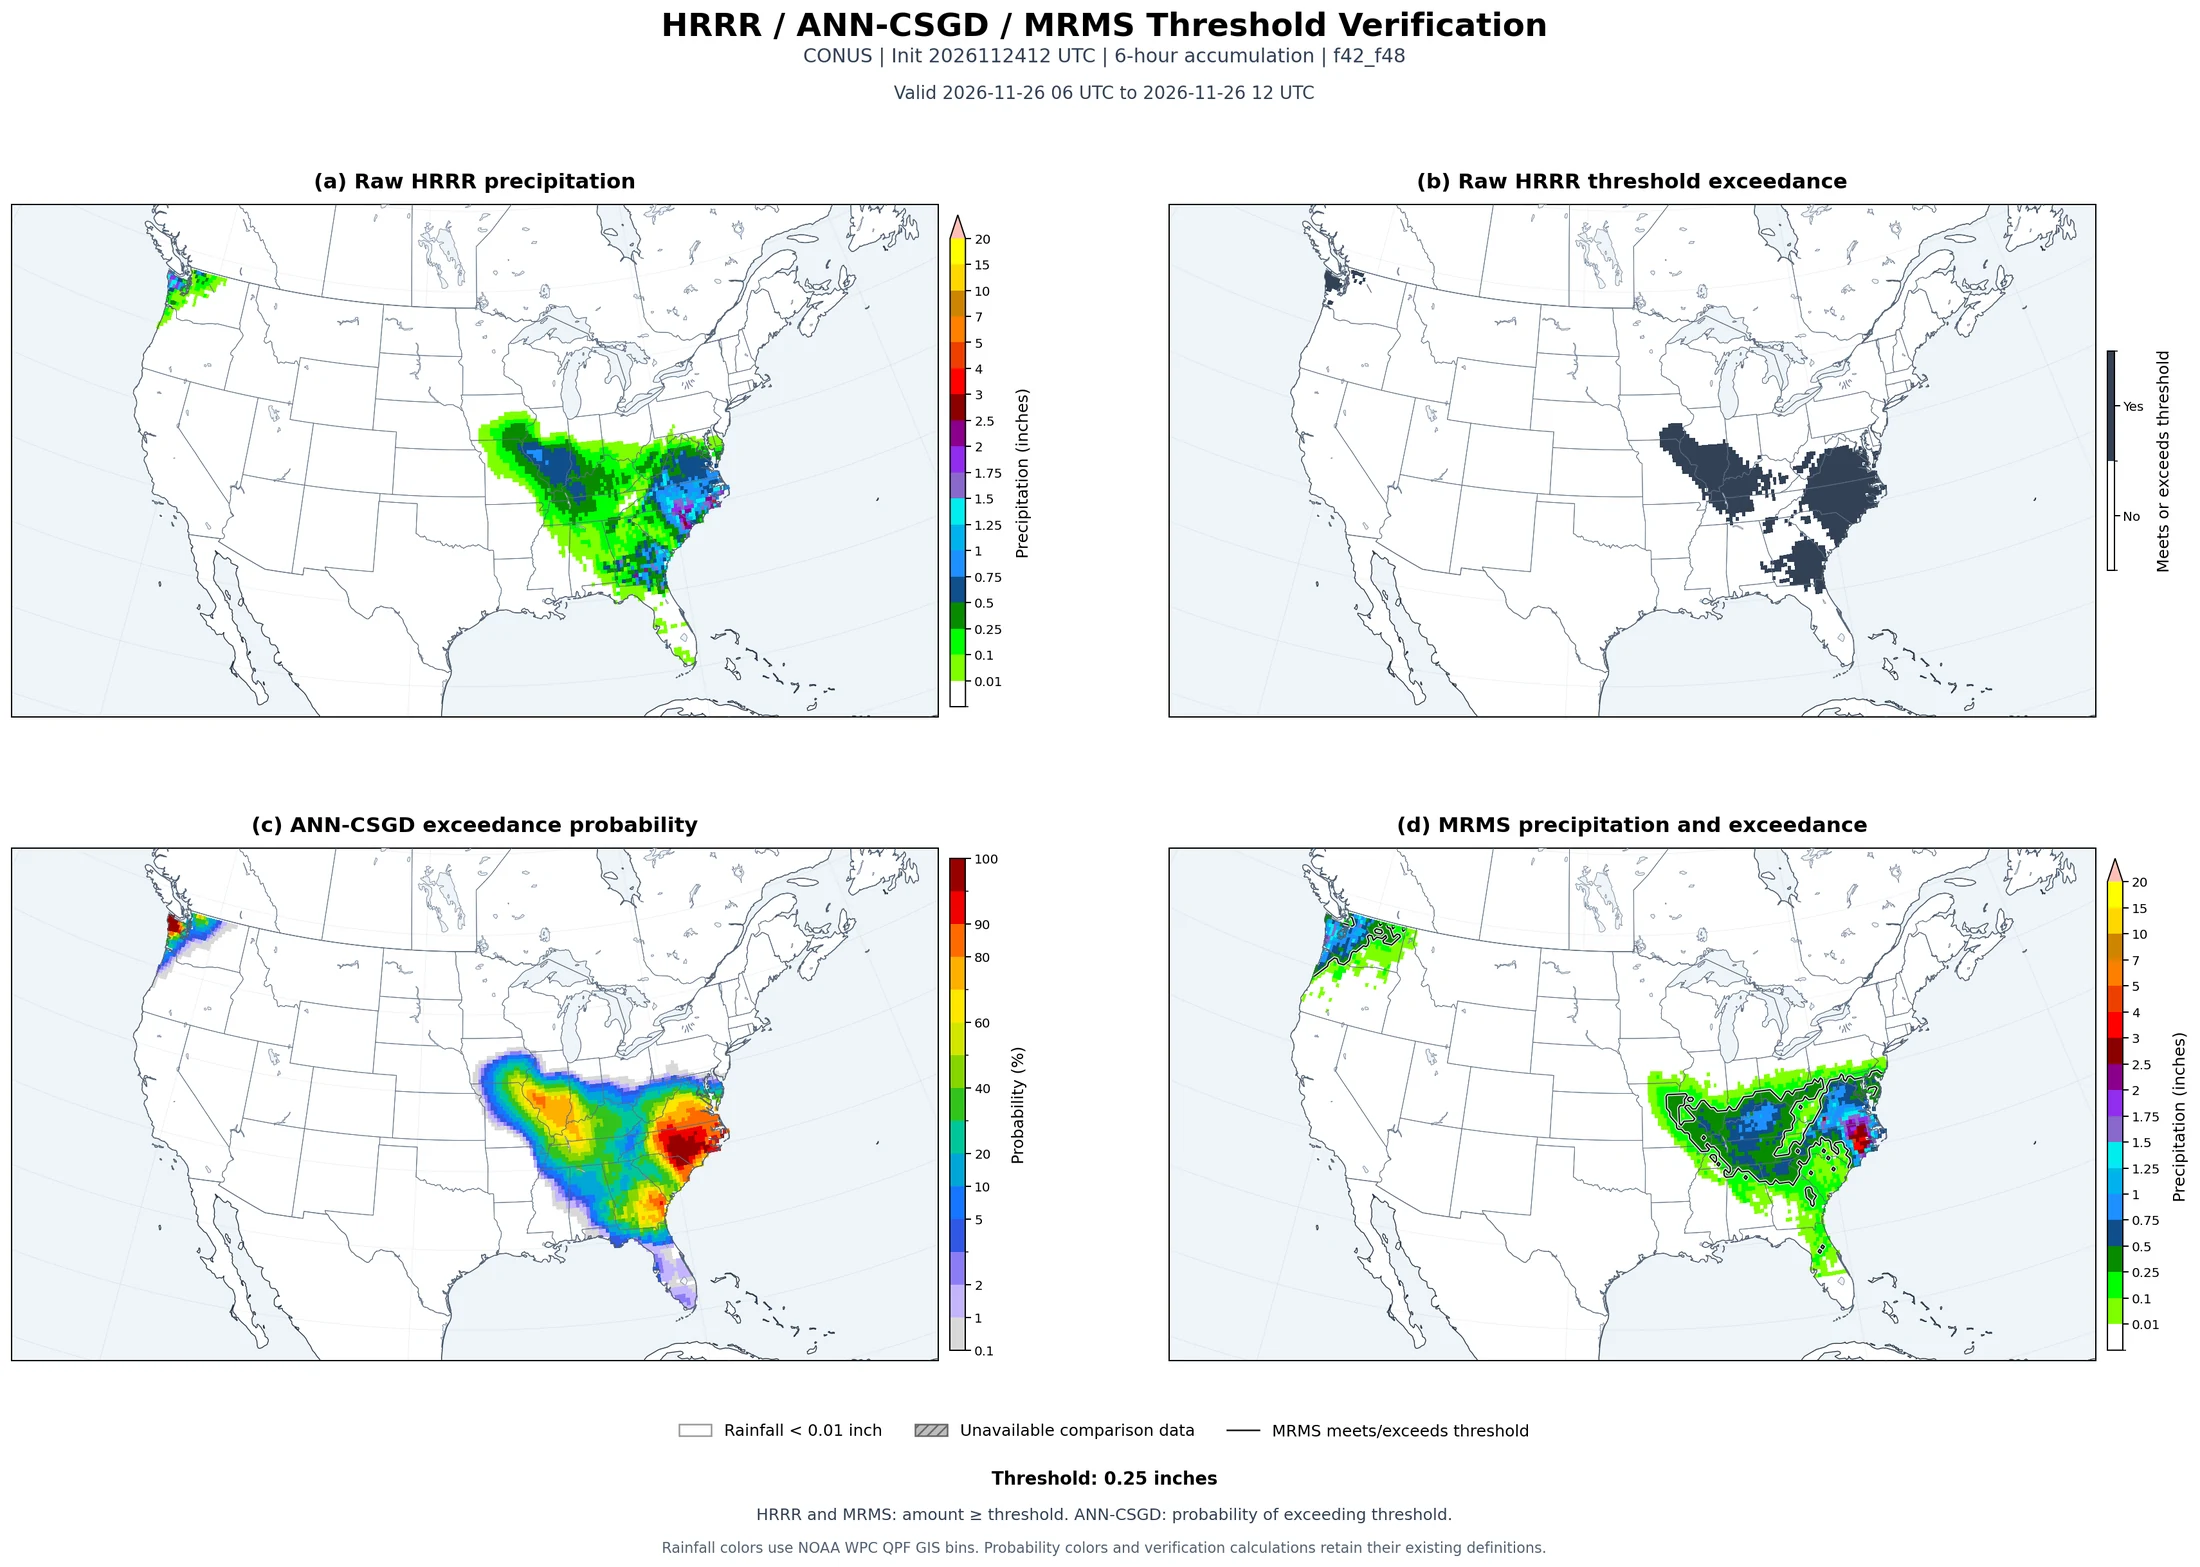 HRRR / ANN-CSGD / MRMS Threshold Verification
CONUS | Init 2026112412 UTC | 6-hour accumulation | f42_f48
Valid 2026-11-26 06 UTC to 2026-11-26 12 UTC
(a) Raw HRRR precipitation
20
15
10
7
5
4
3
2.5
2
1.75
1.5
1.25
1
0.75
0.5
0.25
0.1
0.01
Precipitation (inches)
(b) Raw HRRR threshold exceedance
Yes
No
Meets or exceeds threshold
(c) ANN-CSGD exceedance probability
100
90
80
60
40
20
10
5
2
1
0.1
Probability (%)
(d) MRMS precipitation and exceedance
20
15
10
7
5
4
3
2.5
2
1.75
1.5
1.25
1
0.75
0.5
0.25
0.1
0.01
Precipitation (inches)
Rainfall < 0.01 inch
Unavailable comparison data
MRMS meets/exceeds threshold
Threshold: 0.25 inches
HRRR and MRMS: amount ≥ threshold. ANN-CSGD: probability of exceeding threshold.
Rainfall colors use NOAA WPC QPF GIS bins. Probability colors and verification calculations retain their existing definitions.